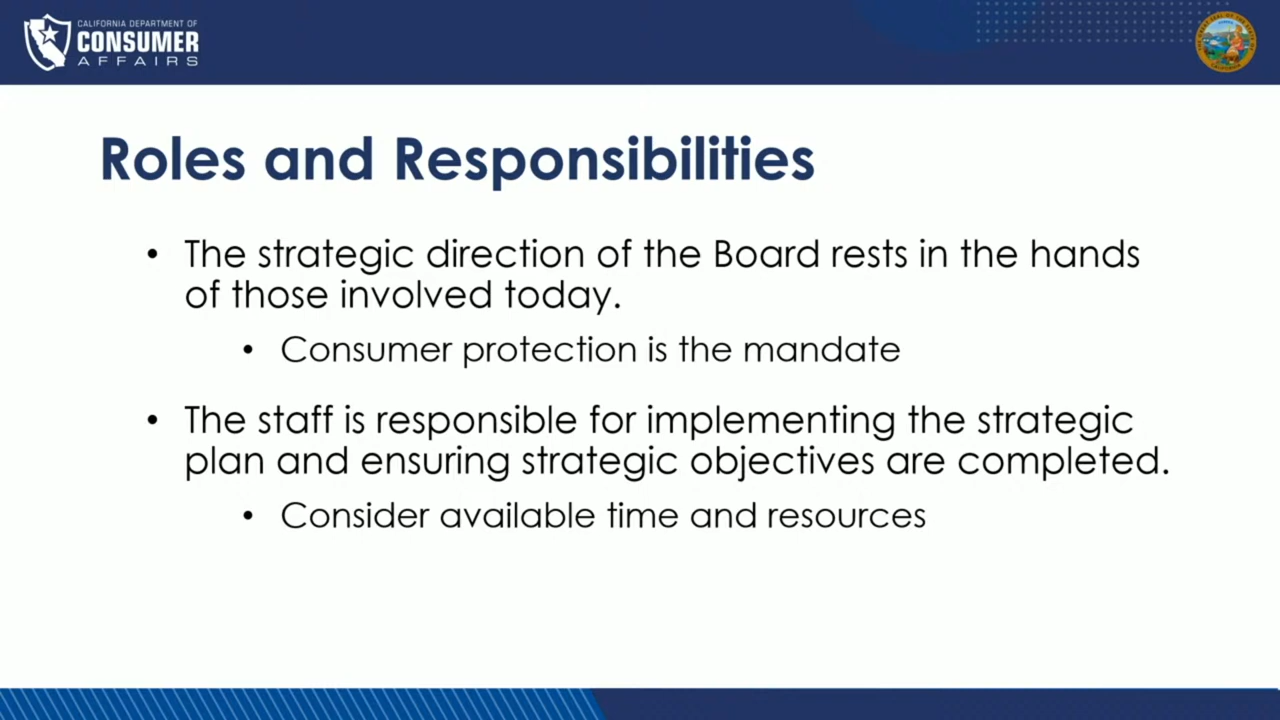 CALIFORNIA DEPARTMENT OF
CONSUMER
AFFAIRS
Roles and Responsibilities
• The strategic direction of the Board rests in the hands
of those involved today.
• Consumer protection is the mandate
• The staff is responsible for implementing the strategic
plan and ensuring strategic objectives are completed.
• Consider available time and resources